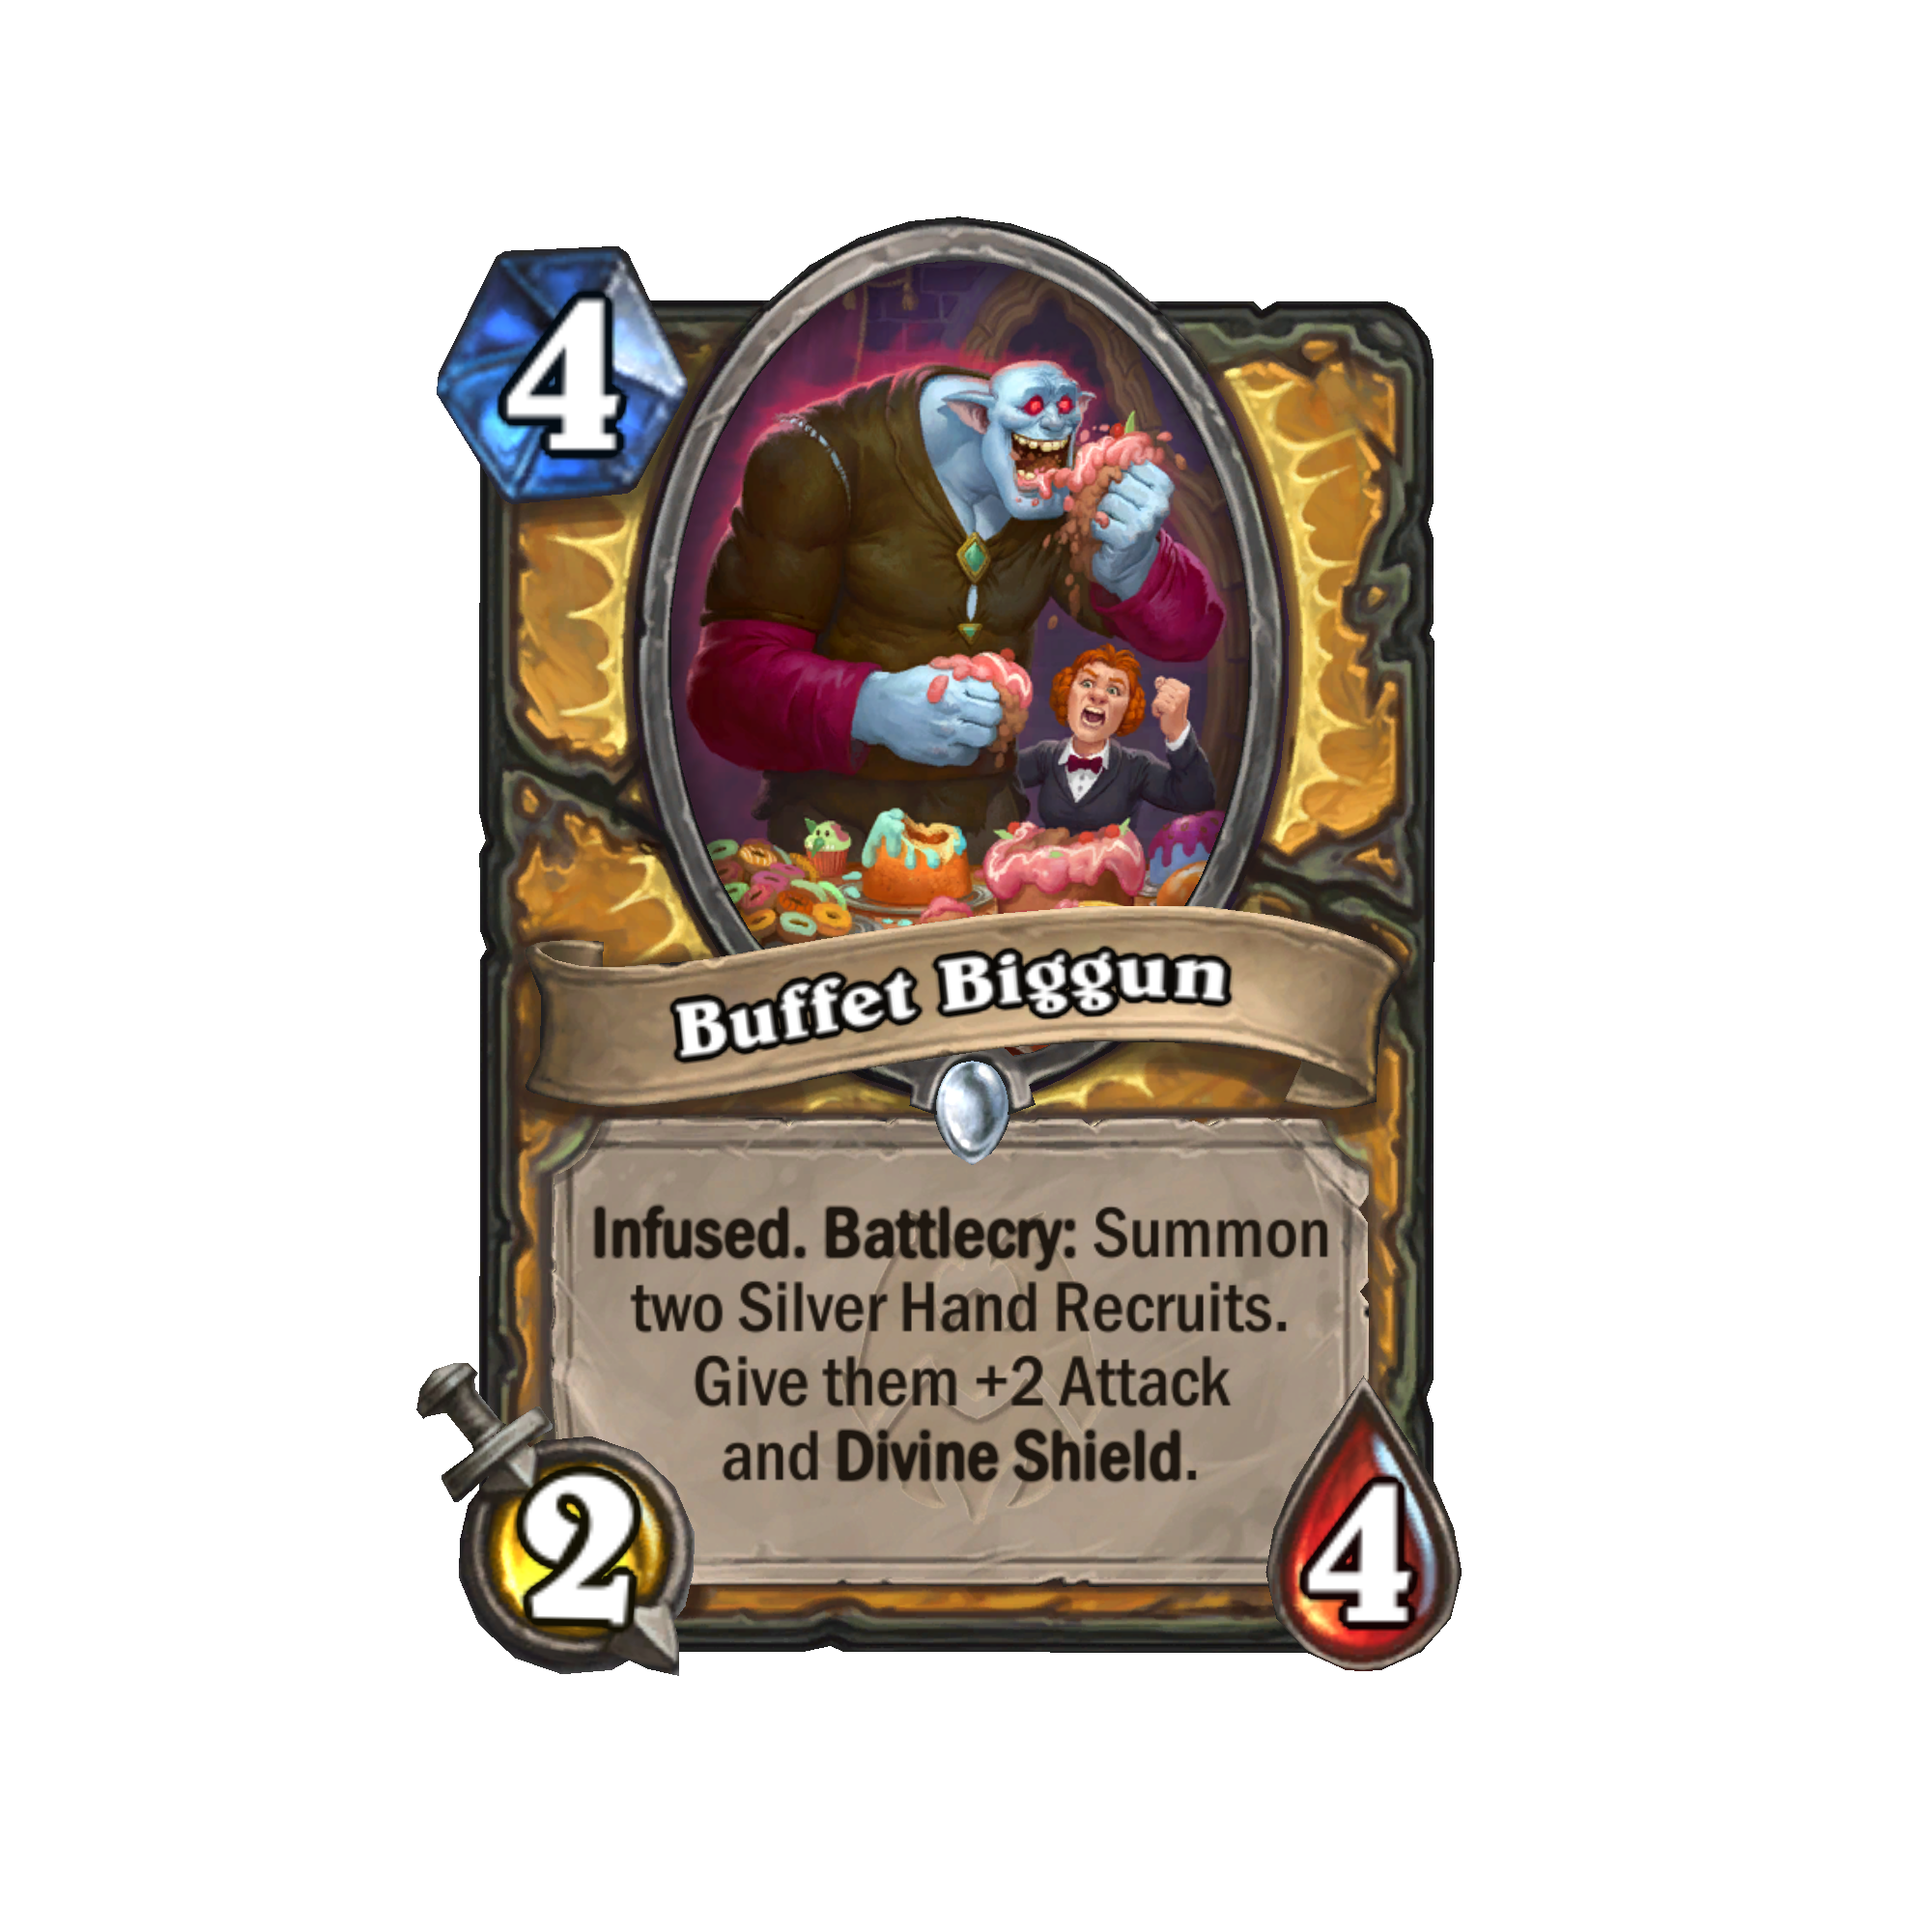 4
Buffet Biggun
Infused. Battlecry: Summon
two Silver Hand Recruits.
Give them +2 Attack
and Divine Shield.
2
4